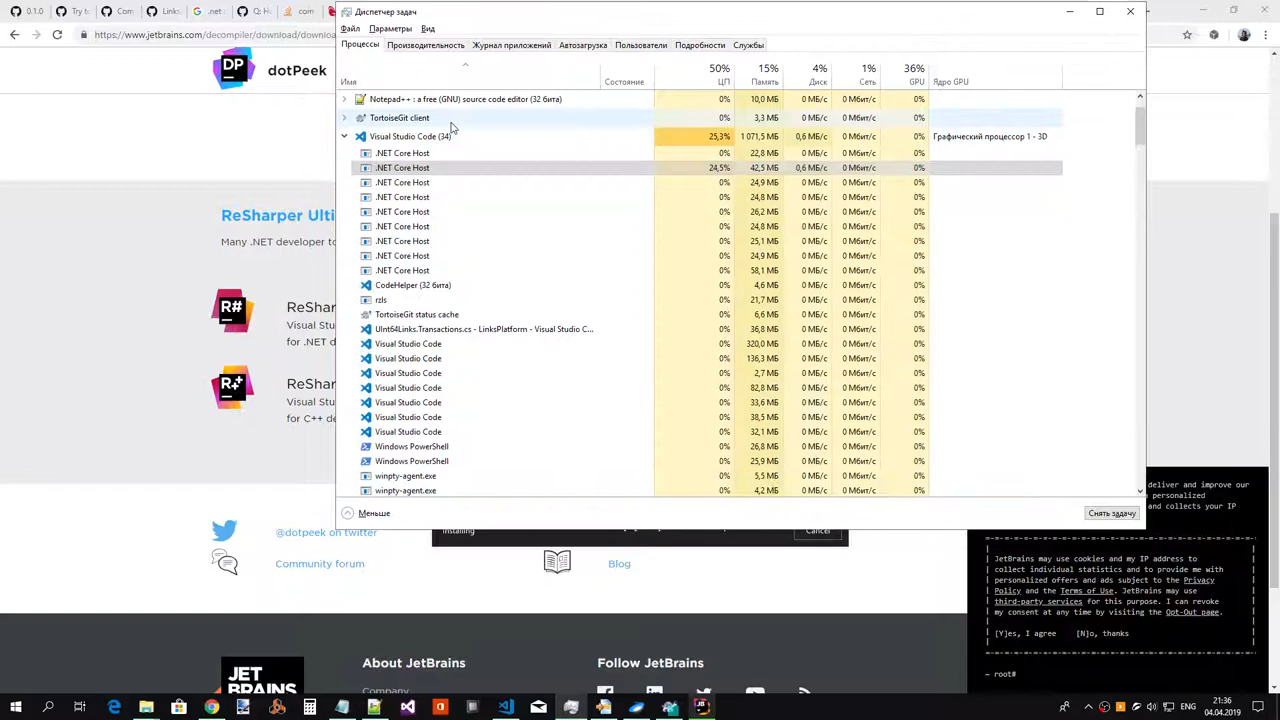 0.1.0
https://www.jetbrains.com/decompiler/download/downlo
DP dotPeek
ReSharper Ulti
Many .NET developer to
R# ReShar
Visual Stu
for .NET d
R+ ReShar
Visual Stu
for C++ de
@dotpeek on twitter
Community forum
Blog
JET
BRAINS
About JetBrains
Company
Follow JetBrains
Диспетчер задач
Файл Параметры Вид
Процессы Производительность Журнал приложений Автозагрузка Пользователи Подробности Службы
50% 15% 4% 1% 36%
Имя Состояние ЦП Память Диск Сеть GPU Ядро GPU
Notepad++ : a free (GNU) source code editor (32 бита) 0% 10,0 МБ 0 МБ/с 0 Мбит/с 0%
TortoiseGit client 0% 3,3 МБ 0 МБ/с 0 Мбит/с 0%
Visual Studio Code (34) 25,3% 1 071,5 МБ 0,6 МБ/с 0 Мбит/с 0% Графический процессор 1 - 3D
.NET Core Host 0% 22,8 МБ 0 МБ/с 0 Мбит/с 0%
.NET Core Host 24,5% 42,5 МБ 0,6 МБ/с 0 Мбит/с 0%
.NET Core Host 0% 24,9 МБ 0 МБ/с 0 Мбит/с 0%
.NET Core Host 0% 24,8 МБ 0 МБ/с 0 Мбит/с 0%
.NET Core Host 0% 26,2 МБ 0 МБ/с 0 Мбит/с 0%
.NET Core Host 0% 24,8 МБ 0 МБ/с 0 Мбит/с 0%
.NET Core Host 0% 25,1 МБ 0 МБ/с 0 Мбит/с 0%
.NET Core Host 0% 24,9 МБ 0 МБ/с 0 Мбит/с 0%
.NET Core Host 0% 58,1 МБ 0 МБ/с 0 Мбит/с 0%
CodeHelper (32 бита) 0% 4,6 МБ 0 МБ/с 0 Мбит/с 0%
rzls 0% 21,7 МБ 0 МБ/с 0 Мбит/с 0%
TortoiseGit status cache 0% 6,6 МБ 0 МБ/с 0 Мбит/с 0%
UInt64Links.Transactions.cs - LinksPlatform - Visual Studio C... 0% 36,8 МБ 0 МБ/с 0 Мбит/с 0%
Visual Studio Code 0% 320,0 МБ 0 МБ/с 0 Мбит/с 0%
Visual Studio Code 0% 136,3 МБ 0 МБ/с 0 Мбит/с 0%
Visual Studio Code 0% 2,7 МБ 0 МБ/с 0 Мбит/с 0%
Visual Studio Code 0% 82,8 МБ 0 МБ/с 0 Мбит/с 0%
Visual Studio Code 0% 33,6 МБ 0 МБ/с 0 Мбит/с 0%
Visual Studio Code 0% 38,5 МБ 0 МБ/с 0 Мбит/с 0%
Visual Studio Code 0% 32,1 МБ 0 МБ/с 0 Мбит/с 0%
Windows PowerShell 0% 26,8 МБ 0 МБ/с 0 Мбит/с 0%
Windows PowerShell 0% 25,9 МБ 0 МБ/с 0 Мбит/с 0%
winpty-agent.exe 0% 5,5 МБ 0 МБ/с 0 Мбит/с 0%
winpty-agent.exe 0% 4,2 МБ 0 МБ/с 0 Мбит/с 0%
Меньше Снять задачу
Installing Cancel
deliver and improve our
personalized
and collects your IP
JetBrains may use cookies and my IP address to
collect individual statistics and to provide me with
personalized offers and ads subject to the Privacy
Policy and the Terms of Use. JetBrains may use
third-party services for this purpose. I can revoke
my consent at any time by visiting the Opt-Out page.
[Y]es, I agree [N]o, thanks
~ root#
ENG
21:36
04.04.2019